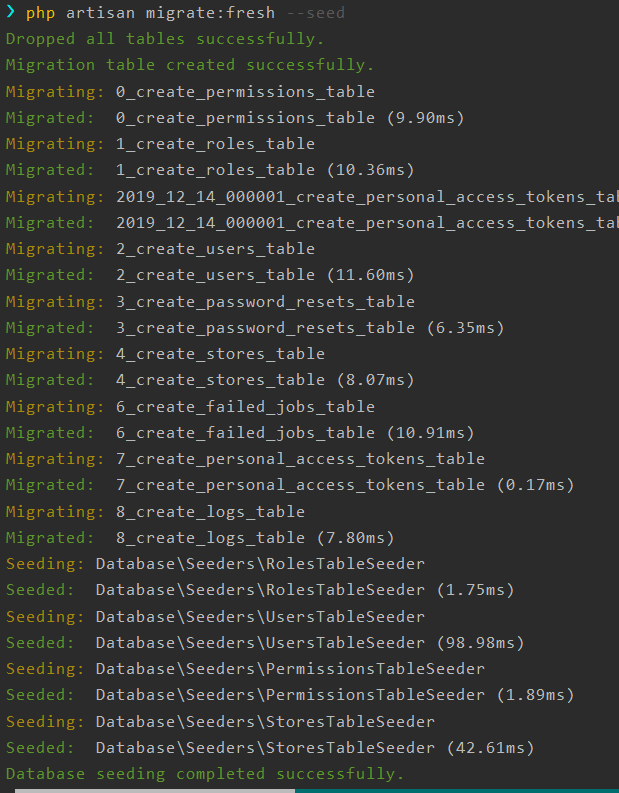 ❯ php artisan migrate:fresh --seed
Dropped all tables successfully.
Migration table created successfully.
Migrating: 0_create_permissions_table
Migrated:  0_create_permissions_table (9.90ms)
Migrating: 1_create_roles_table
Migrated:  1_create_roles_table (10.36ms)
Migrating: 2019_12_14_000001_create_personal_access_tokens_tab
Migrated:  2019_12_14_000001_create_personal_access_tokens_tab
Migrating: 2_create_users_table
Migrated:  2_create_users_table (11.60ms)
Migrating: 3_create_password_resets_table
Migrated:  3_create_password_resets_table (6.35ms)
Migrating: 4_create_stores_table
Migrated:  4_create_stores_table (8.07ms)
Migrating: 6_create_failed_jobs_table
Migrated:  6_create_failed_jobs_table (10.91ms)
Migrating: 7_create_personal_access_tokens_table
Migrated:  7_create_personal_access_tokens_table (0.17ms)
Migrating: 8_create_logs_table
Migrated:  8_create_logs_table (7.80ms)
Seeding: Database\Seeders\RolesTableSeeder
Seeded:  Database\Seeders\RolesTableSeeder (1.75ms)
Seeding: Database\Seeders\UsersTableSeeder
Seeded:  Database\Seeders\UsersTableSeeder (98.98ms)
Seeding: Database\Seeders\PermissionsTableSeeder
Seeded:  Database\Seeders\PermissionsTableSeeder (1.89ms)
Seeding: Database\Seeders\StoresTableSeeder
Seeded:  Database\Seeders\StoresTableSeeder (42.61ms)
Database seeding completed successfully.